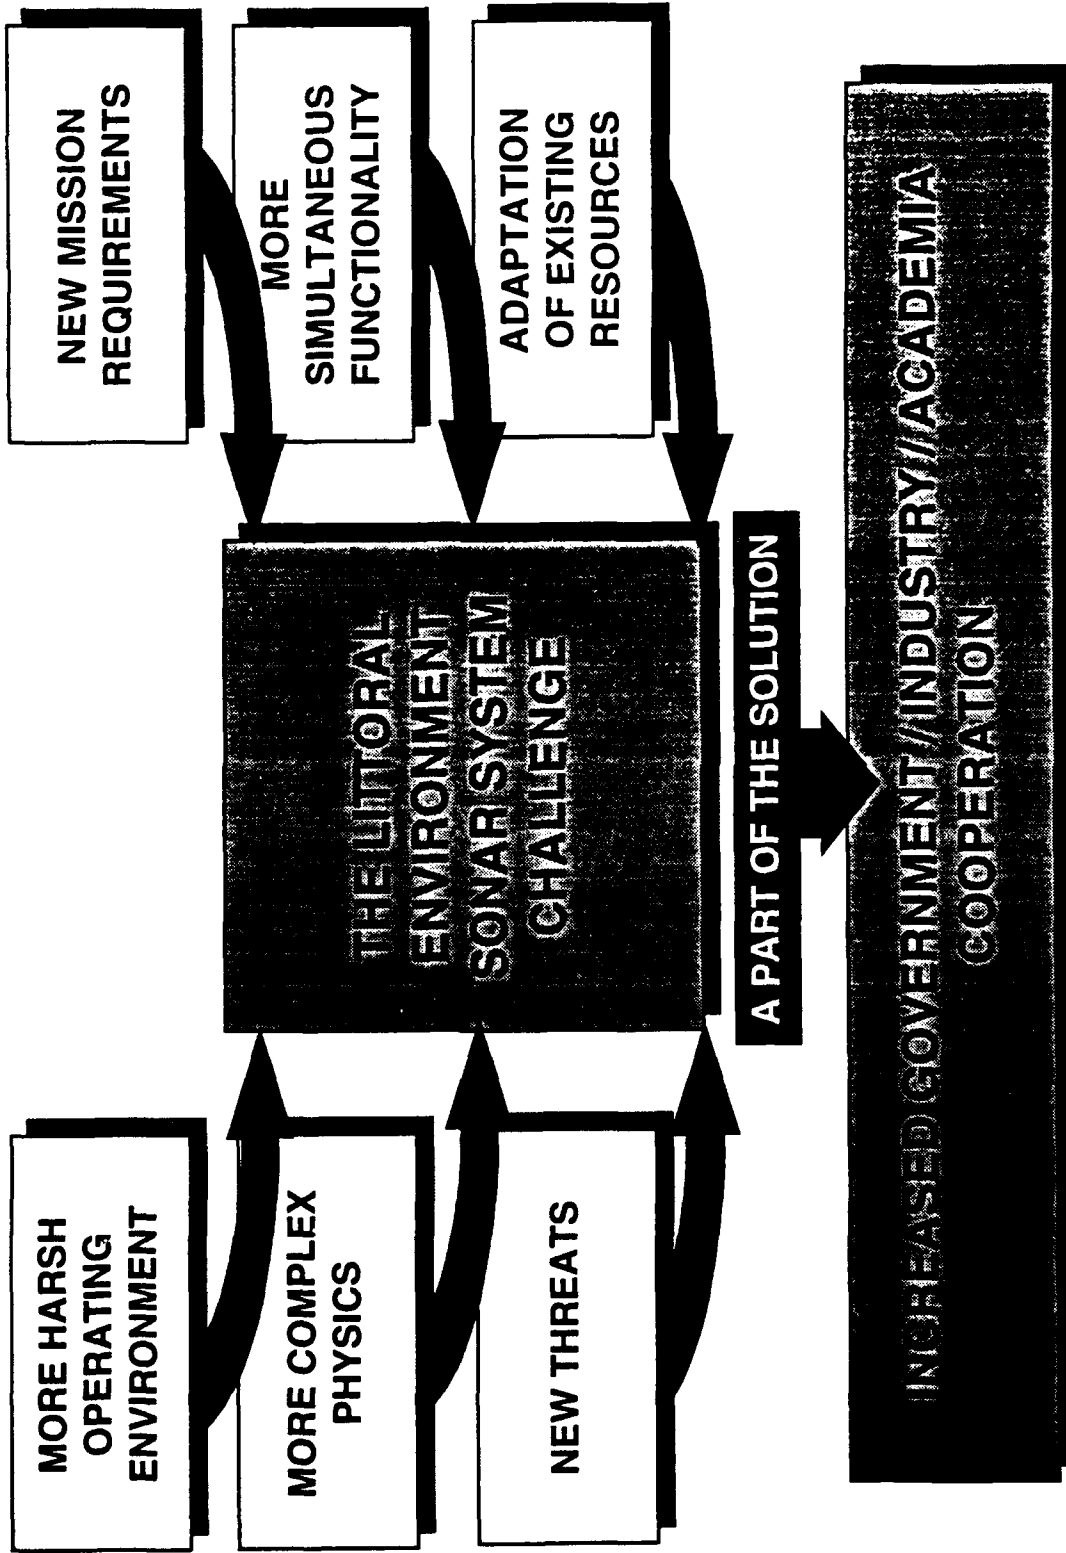 MORE HARSH
OPERATING
ENVIRONMENT
MORE COMPLEX
PHYSICS
NEW THREATS
THE LITTORAL
ENVIRONMENT
SONAR SYSTEM
CHALLENGE
NEW MISSION
REQUIREMENTS
MORE
SIMULTANEOUS
FUNCTIONALITY
ADAPTATION
OF EXISTING
RESOURCES
A PART OF THE SOLUTION
INCREASED GOVERNMENT//INDUSTRY//ACADEMIA
COOPERATION